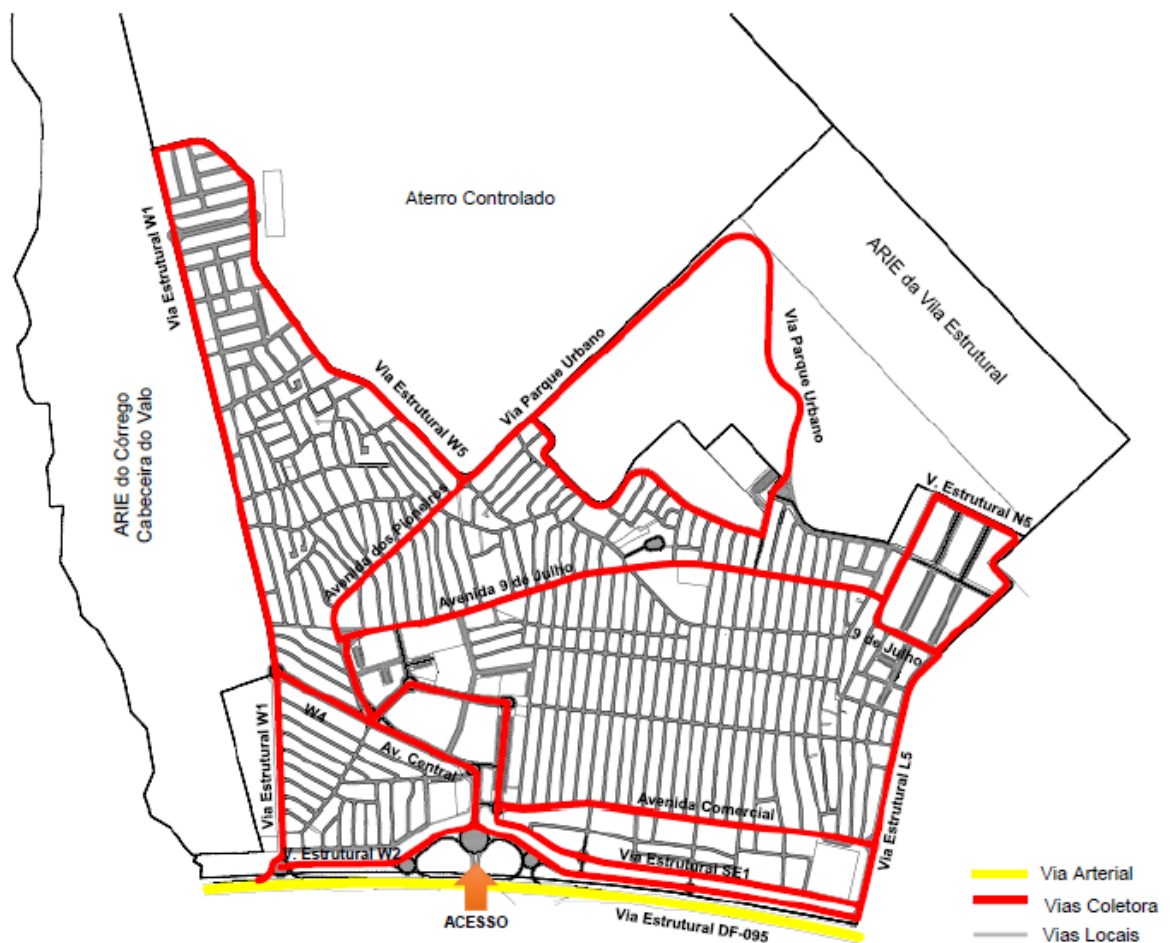 Aterro Controlado
Via Estrutural W1
ARIE da Vila Estrutural
Via Parque Urbano
Via Parque Urbano
Via Estrutural W5
ARIE do Córrego
Cabeceira do Valo
V. Estrutural N5
Avenida dos Pioneiros
Avenida 9 de Julho
9 de Julho
W4
Via Estrutural W1
Av. Central
Via Estrutural L5
Avenida Comercial
V. Estrutural W2
Via Estrutural SE1
ACESSO
Via Estrutural DF-095
Via Arterial
Vias Coletora
Vias Locais